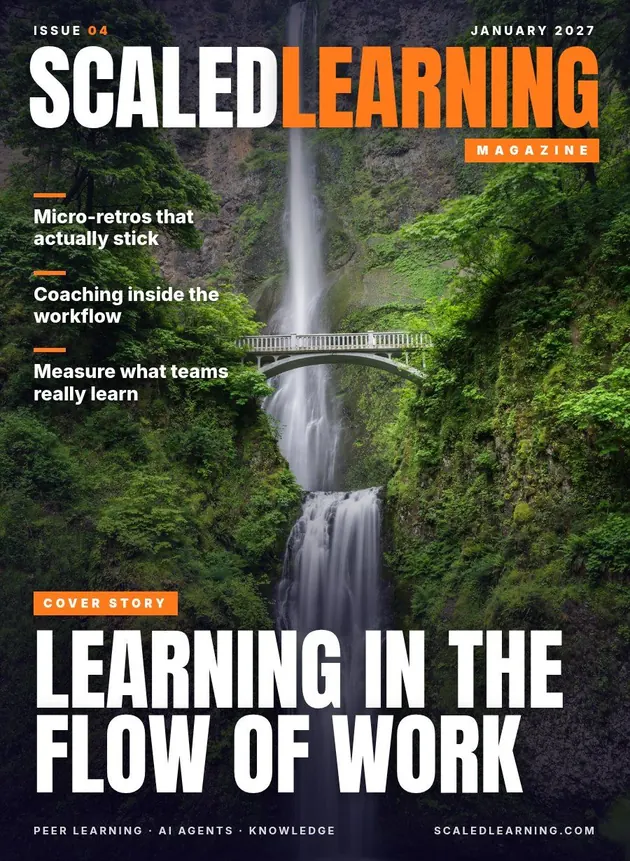 ISSUE 04
JANUARY 2027
SCALEDLEARNING
MAGAZINE
Micro-retros that
actually stick
Coaching inside the
workflow
Measure what teams
really learn
COVER STORY
LEARNING IN THE
FLOW OF WORK
PEER LEARNING · AI AGENTS · KNOWLEDGE
SCALEDLEARNING.COM